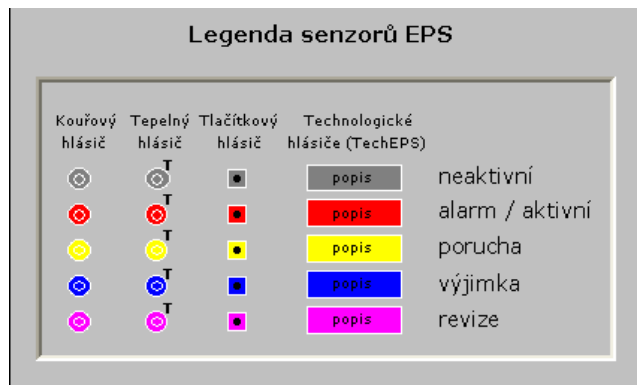 Legenda senzorů EPS
Kouřový Tepelný Tlačítkový Technologické
hlásič hlásič hlásič hlásiče (TechEPS)
T popis neaktivní
T popis alarm / aktivní
T popis porucha
T popis výjimka
T popis revize